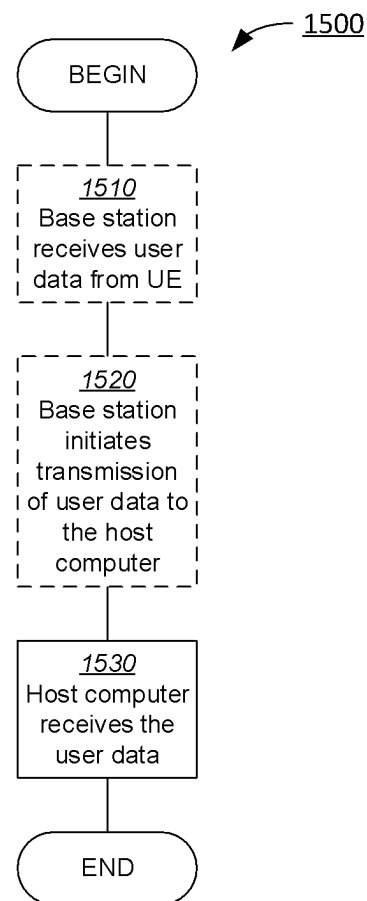 1500
BEGIN
1510
Base station
receives user
data from UE
1520
Base station
initiates
transmission
of user data to
the host
computer
1530
Host computer
receives the
user data
END